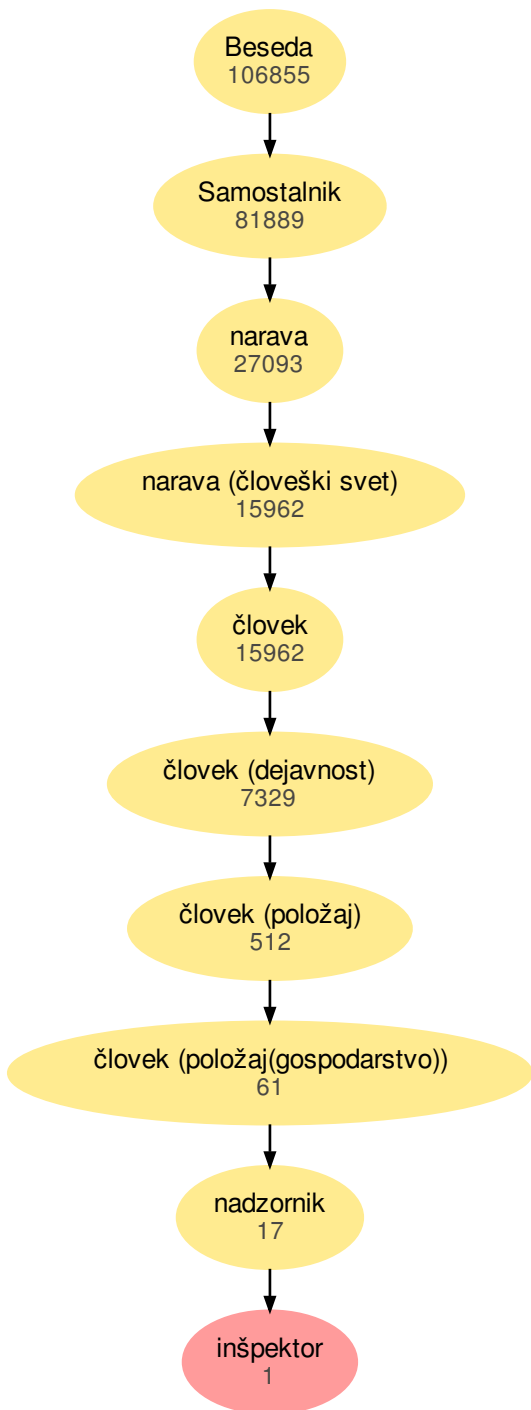 Beseda
106855
Samostalnik
81889
narava
27093
narava (človeški svet)
15962
človek
15962
človek (dejavnost)
7329
človek (položaj)
512
človek (položaj(gospodarstvo))
61
nadzornik
17
inšpektor
1